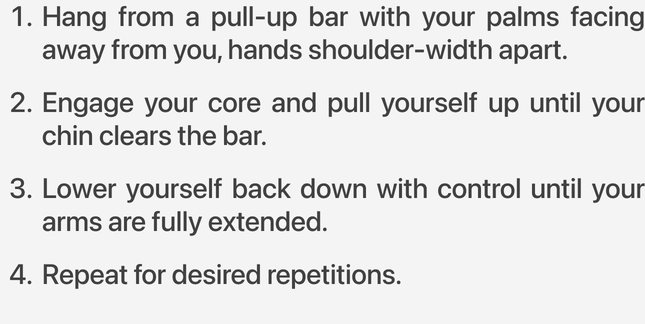 1. Hang from a pull-up bar with your palms facing
away from you, hands shoulder-width apart.
2. Engage your core and pull yourself up until your
chin clears the bar.
3. Lower yourself back down with control until your
arms are fully extended.
4. Repeat for desired repetitions.